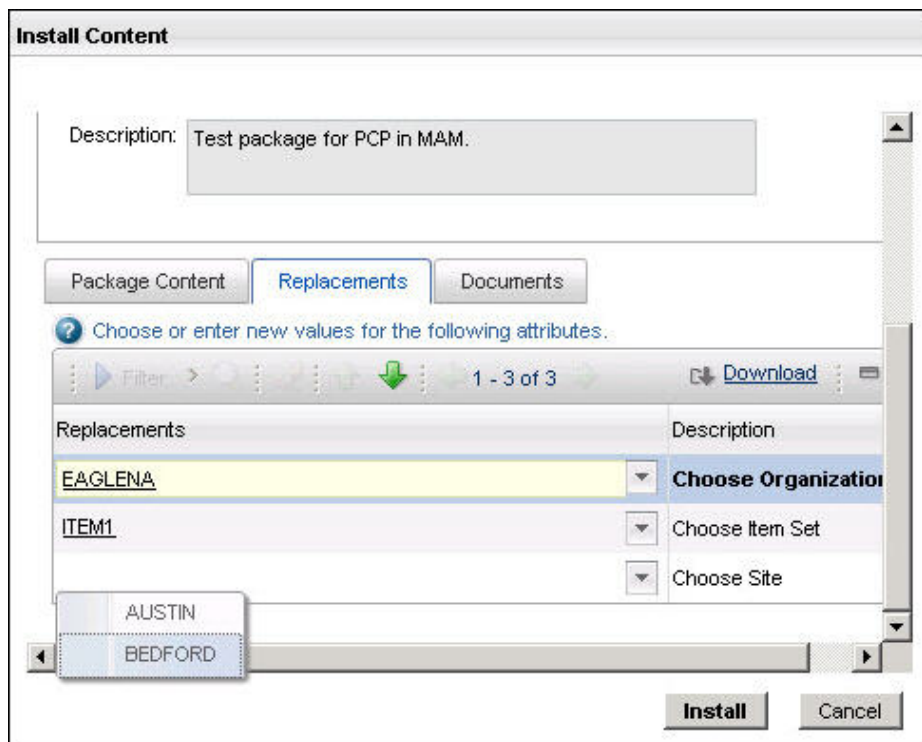 Install Content
Description: Test package for PCP in MAM.
Package Content Replacements Documents
? Choose or enter new values for the following attributes.
Filter > 1 - 3 of 3 Download
Replacements Description
EAGLENA Choose Organization
ITEM1 Choose Item Set
Choose Site
AUSTIN
BEDFORD
Install Cancel